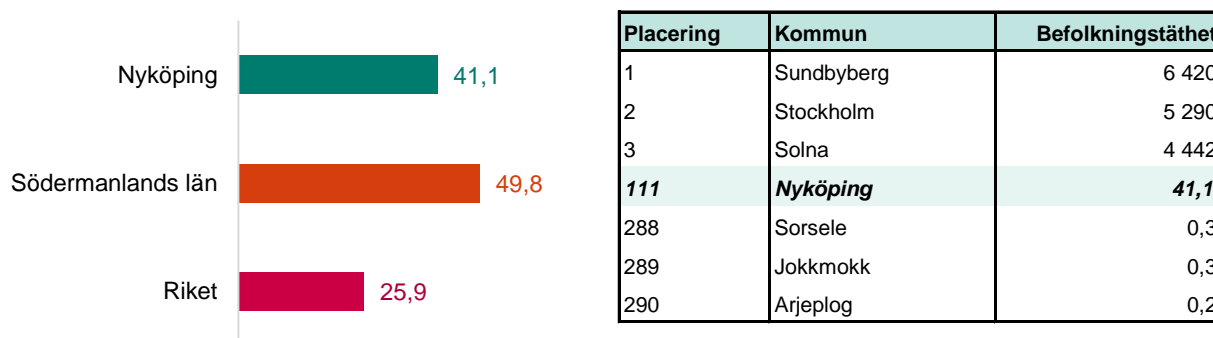 Nyköping 41,1
Södermanlands län 49,8
Riket 25,9
Placering Kommun Befolkningstäthet
1 Sundbyberg 6 420
2 Stockholm 5 290
3 Solna 4 442
111 Nyköping 41,1
288 Sorsele 0,3
289 Jokkmokk 0,3
290 Arjeplog 0,2